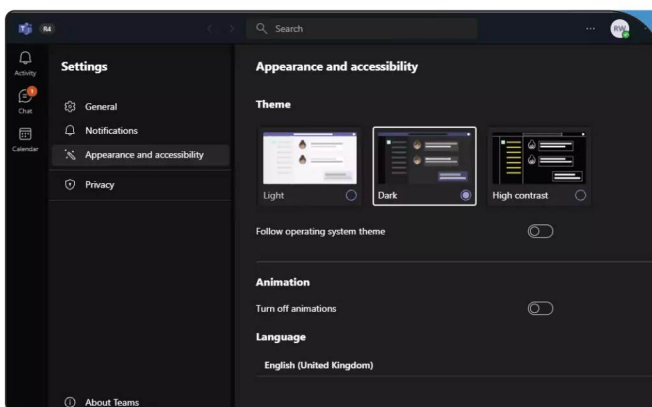 R4
Search
RW
Activity
Chat
1
Calendar
Settings
General
Notifications
Appearance and accessibility
Privacy
About Teams
Appearance and accessibility
Theme
Light
Dark
High contrast
Follow operating system theme
Animation
Turn off animations
Language
English (United Kingdom)